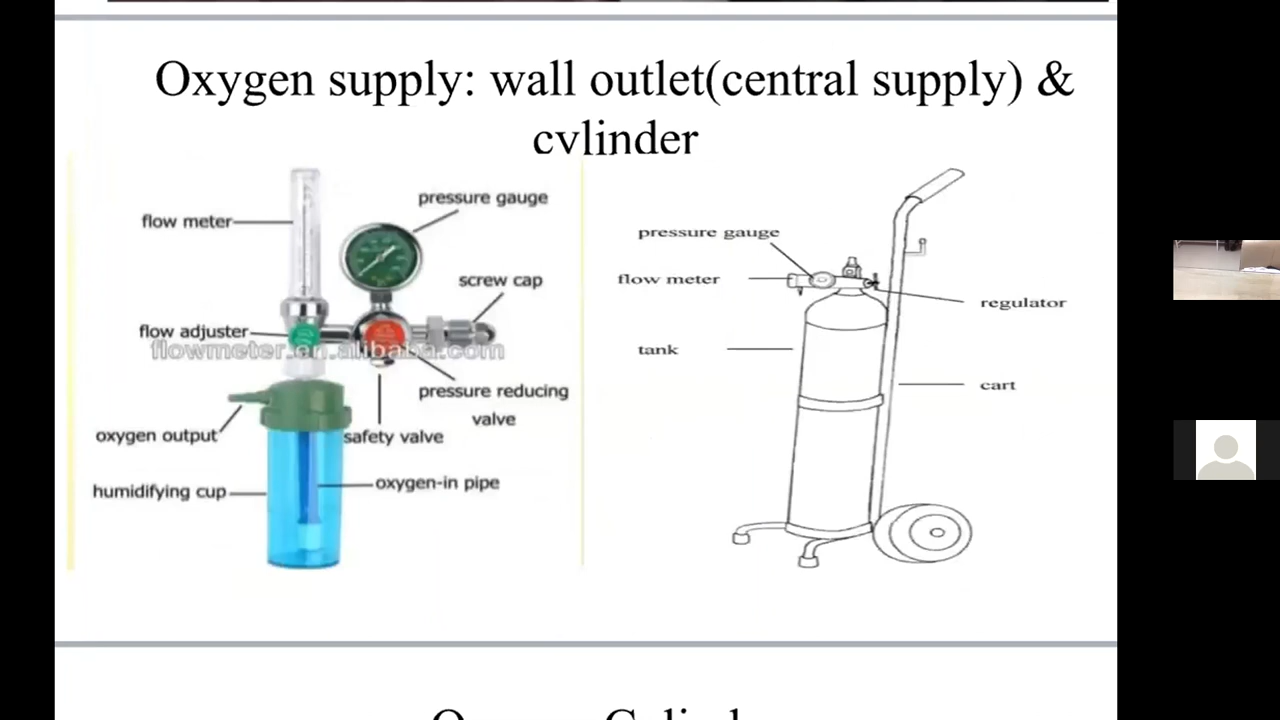 Oxygen supply: wall outlet(central supply) &
cylinder
pressure gauge
flow meter
screw cap
flow adjuster
flowmeter.en.alibaba.com
pressure reducing
valve
oxygen output
safety valve
humidifying cup
oxygen-in pipe
pressure gauge
flow meter
regulator
tank
cart